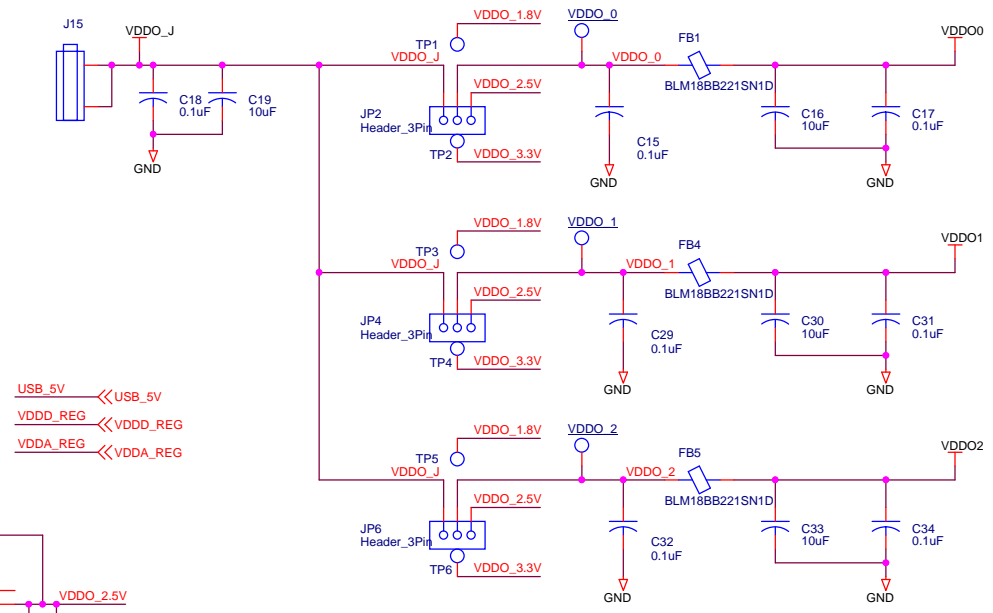 J15
VDDO_J
C18
0.1uF
C19
10uF
GND
VDDO_1.8V
TP1
VDDO_J
VDDO_2.5V
JP2
Header_3Pin
TP2
VDDO_3.3V
VDDO_0
VDDO_0
FB1
BLM18BB221SN1D
C15
0.1uF
GND
C16
10uF
C17
0.1uF
GND
VDDO0
VDDO_1.8V
TP3
VDDO_J
VDDO_2.5V
JP4
Header_3Pin
TP4
VDDO_3.3V
VDDO_1
VDDO_1
FB4
BLM18BB221SN1D
C29
0.1uF
GND
C30
10uF
C31
0.1uF
GND
VDDO1
USB_5V
USB_5V
VDDD_REG
VDDD_REG
VDDA_REG
VDDA_REG
VDDO_1.8V
TP5
VDDO_J
VDDO_2.5V
JP6
Header_3Pin
TP6
VDDO_3.3V
VDDO_2
VDDO_2
FB5
BLM18BB221SN1D
C32
0.1uF
GND
C33
10uF
C34
0.1uF
GND
VDDO2
VDDO_2.5V